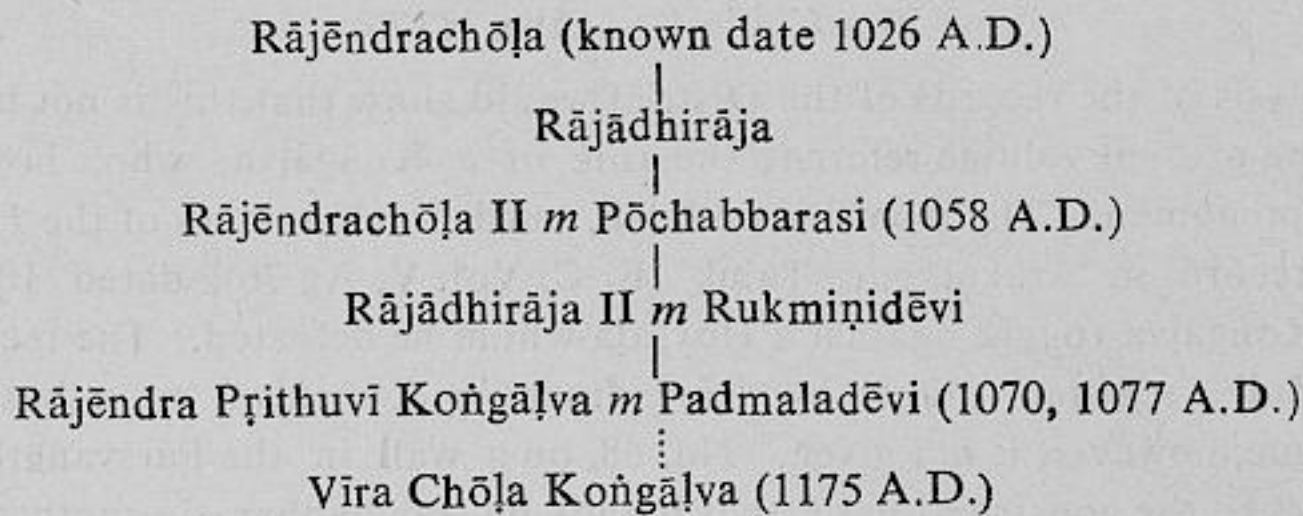 Rājēndrachōḷa (known date 1026 A.D.)
Rājādhirāja
Rājēndrachōḷa II m Pōchabbarasi (1058 A.D.)
Rājādhirāja II m Rukmiṇidēvi
Rājēndra Pṛithuvī Koṅgāḷva m Padmaladēvi (1070, 1077 A.D.)
Vīra Chōḷa Koṅgāḷva (1175 A.D.)